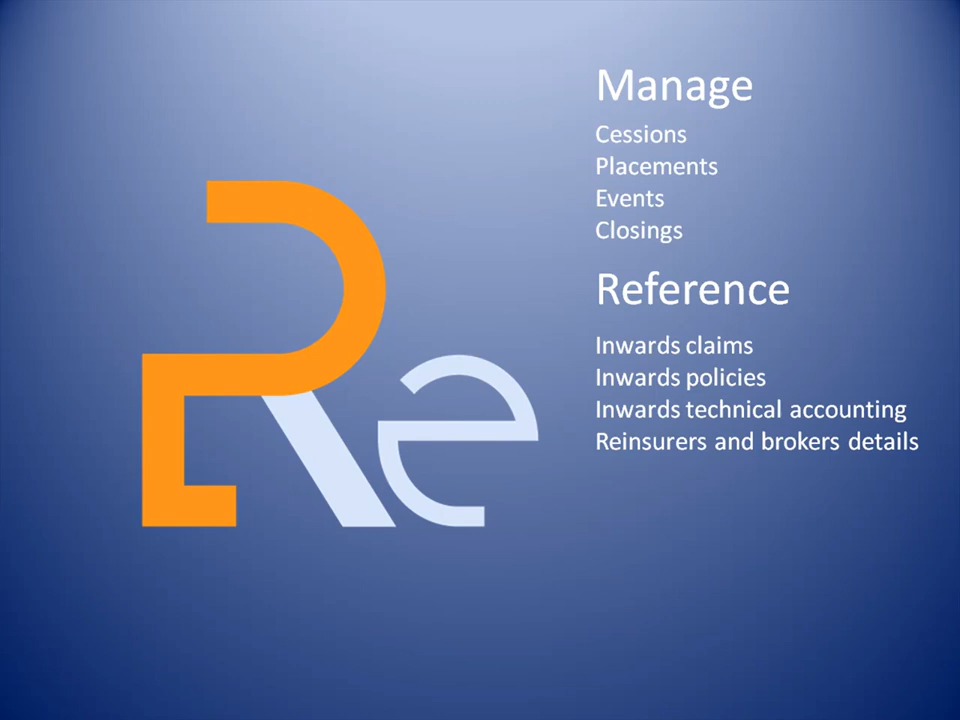 Re
Manage
Cessions
Placements
Events
Closings
Reference
Inwards claims
Inwards policies
Inwards technical accounting
Reinsurers and brokers details